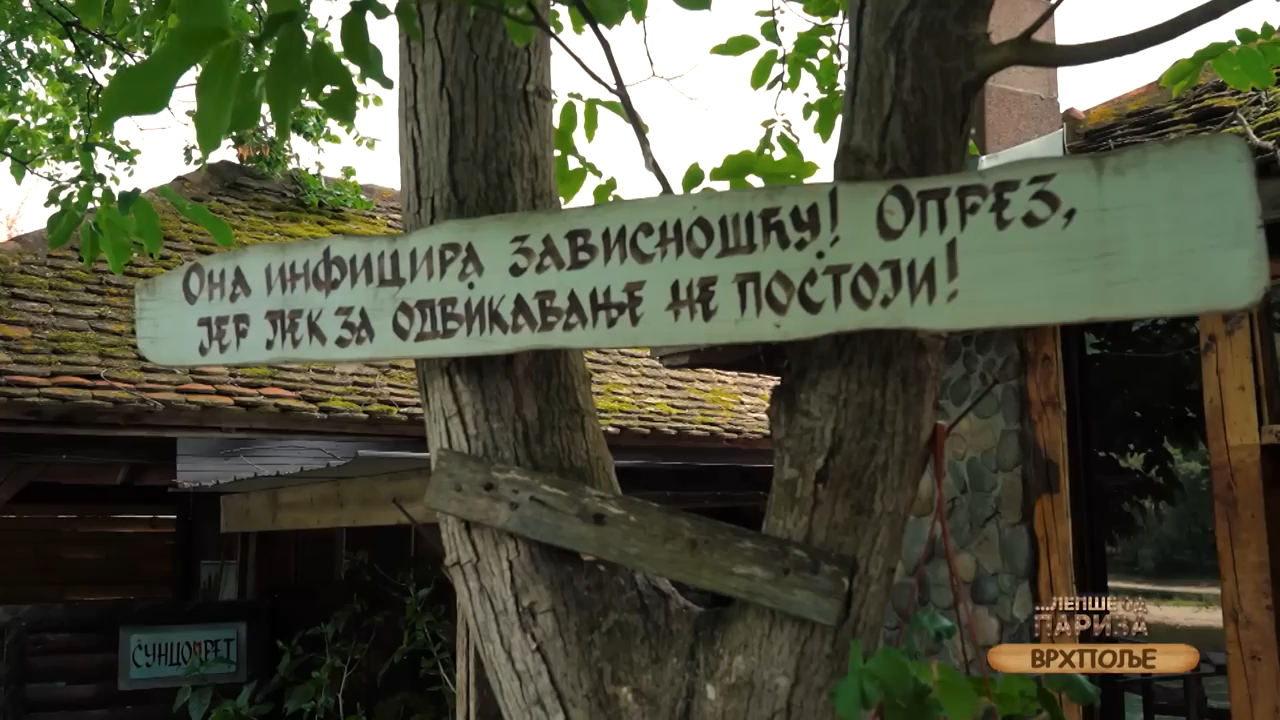 Она инфицира зависношћу! Опрез,
јер лек за одвикавање не постоји!
СУНЦОКРЕТ
...ЛЕПШЕ ОД
ПАРИЗА
ВРХПОЉЕ